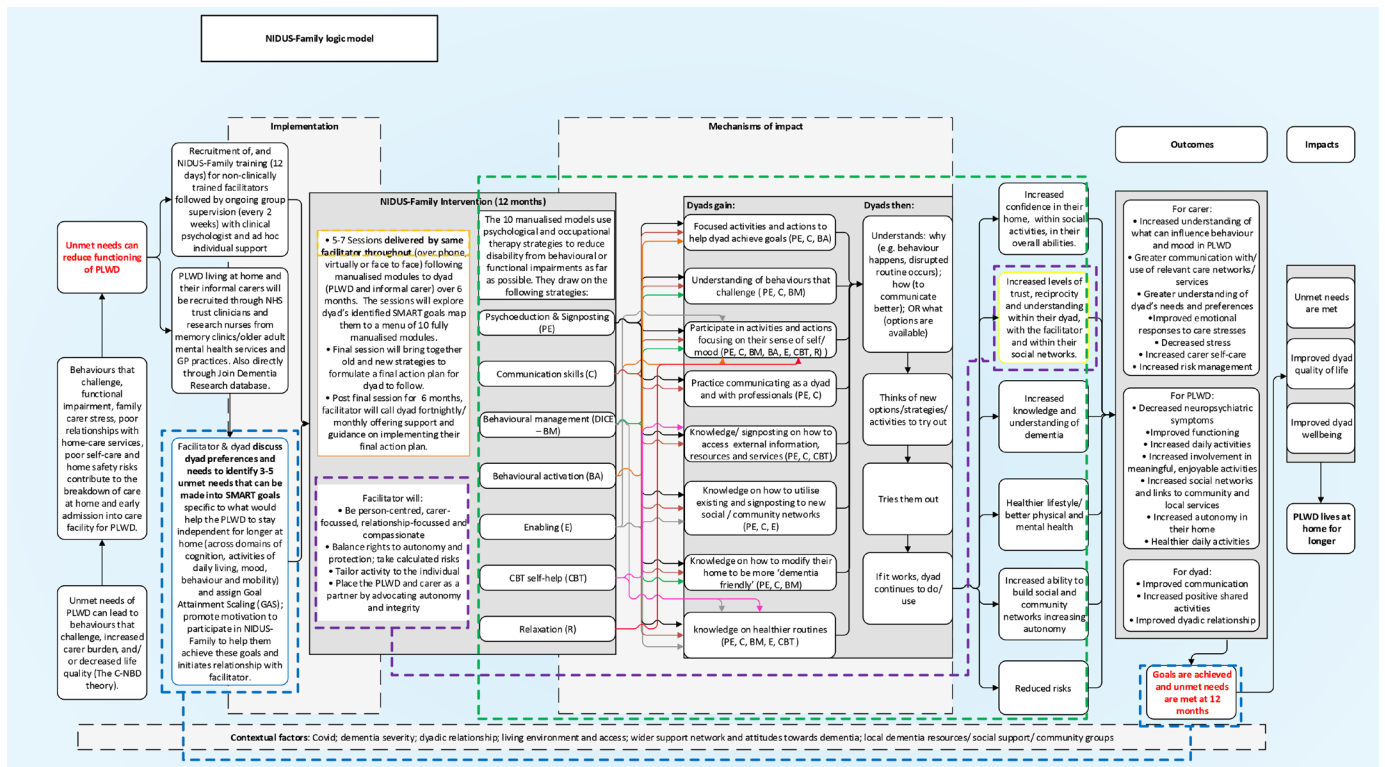 NIDUS-Family logic model
Implementation
Mechanisms of impact
Outcomes
Impacts
Unmet needs can
reduce functioning
of PLWD
Behaviours that
challenge,
functional
impairment, family
carer stress, poor
relationships with
home-care services,
poor self-care and
home safety risks
contribute to the
breakdown of care
at home and early
admission into care
facility for PLWD.
Unmet needs of
PLWD can lead to
behaviours that
challenge, increased
carer burden, and/
or decreased life
quality (The C-NBD
theory).
Recruitment of, and
NIDUS-Family training (12
days) for non-clinically
trained facilitators
followed by ongoing group
supervision (every 2
weeks) with clinical
psychologist and ad hoc
individual support
PLWD living at home and
their informal carers will
be recruited through NHS
trust clinicians and
research nurses from
memory clinics/older adult
mental health services and
GP practices. Also directly
through Join Dementia
Research database.
Facilitator & dyad discuss
dyad preferences and
needs to identify 3-5
unmet needs that can be
made into SMART goals
specific to what would
help the PLWD to stay
independent for longer at
home (across domains of
cognition, activities of
daily living, mood,
behaviour and mobility)
and assign Goal
Attainment Scaling (GAS);
promote motivation to
participate in NIDUS-
Family to help them
achieve these goals and
initiates relationship with
facilitator.
NIDUS-Family Intervention (12 months)
• 5-7 Sessions delivered by same
facilitator throughout (over phone,
virtually or face to face) following
manualised modules to dyad
(PLWD and informal carer) over 6
months. The sessions will explore
dyad's identified SMART goals map
them to a menu of 10 fully
manualised modules.
• Final session will bring together
old and new strategies to
formulate a final action plan for
dyad to follow.
• Post final session for 6 months,
facilitator will call dyad fortnightly/
monthly offering support and
guidance on implementing their
final action plan.
Facilitator will:
• Be person-centred, carer-
focussed, relationship-focussed and
compassionate
• Balance rights to autonomy and
protection; take calculated risks
• Tailor activity to the individual
• Place the PLWD and carer as a
partner by advocating autonomy
and integrity
The 10 manualised models use
psychological and occupational
therapy strategies to reduce
disability from behavioural or
functional impairments as far
as possible. They draw on the
following strategies:
Psychoeduction & Signposting
(PE)
Communication skills (C)
Behavioural management (DICE
– BM)
Behavioural activation (BA)
Enabling (E)
CBT self-help (CBT)
Relaxation (R)
Dyads gain:
Focused activities and actions to
help dyad achieve goals (PE, C, BA)
Understanding of behaviours that
challenge ( PE, C, BM)
Participate in activities and actions
focusing on their sense of self/
mood (PE, C, BM, BA, E, CBT, R )
Practice communicating as a dyad
and with professionals (PE, C)
Knowledge/ signposting on how to
access external information,
resources and services (PE, C, CBT)
Knowledge on how to utilise
existing and signposting to new
social / community networks
(PE, C, E)
Knowledge on how to modify their
home to be more 'dementia
friendly' (PE, C, BM)
knowledge on healthier routines
(PE, C, BM, E, CBT )
Dyads then:
Understands: why
(e.g. behaviour
happens, disrupted
routine occurs);
how (to
communicate
better); OR what
(options are
available)
Thinks of new
options/strategies/
activities to try out
Tries them out
If it works, dyad
continues to do/
use
Increased
confidence in their
home, within social
activities, in their
overall abilities.
Increased levels of
trust, reciprocity
and understanding
within their dyad,
with the facilitator
and within their
social networks.
Increased
knowledge and
understanding of
dementia
Healthier lifestyle/
better physical and
mental health
Increased ability to
build social and
community
networks increasing
autonomy
Reduced risks
For carer:
• Increased understanding of
what can influence behaviour
and mood in PLWD
• Greater communication with/
use of relevant care networks/
services
• Greater understanding of
dyad's needs and preferences
• Improved emotional
responses to care stresses
• Decreased stress
• Increased carer self-care
• Increased risk management
For PLWD:
• Decreased neuropsychiatric
symptoms
• Improved functioning
• Increased daily activities
• Increased involvement in
meaningful, enjoyable activities
• Increased social networks
and links to community and
local services
• Increased autonomy in their
home
• Healthier daily activities
For dyad:
• Improved communication
• Increased positive shared
activities
• Improved dyadic relationship
Goals are achieved
and unmet needs
are met at 12
months
Unmet needs
are met
Improved dyad
quality of life
Improved dyad
wellbeing
PLWD lives at
home for
longer
Contextual factors: Covid; dementia severity; dyadic relationship; living environment and access; wider support network and attitudes towards dementia; local dementia resources/ social support/ community groups